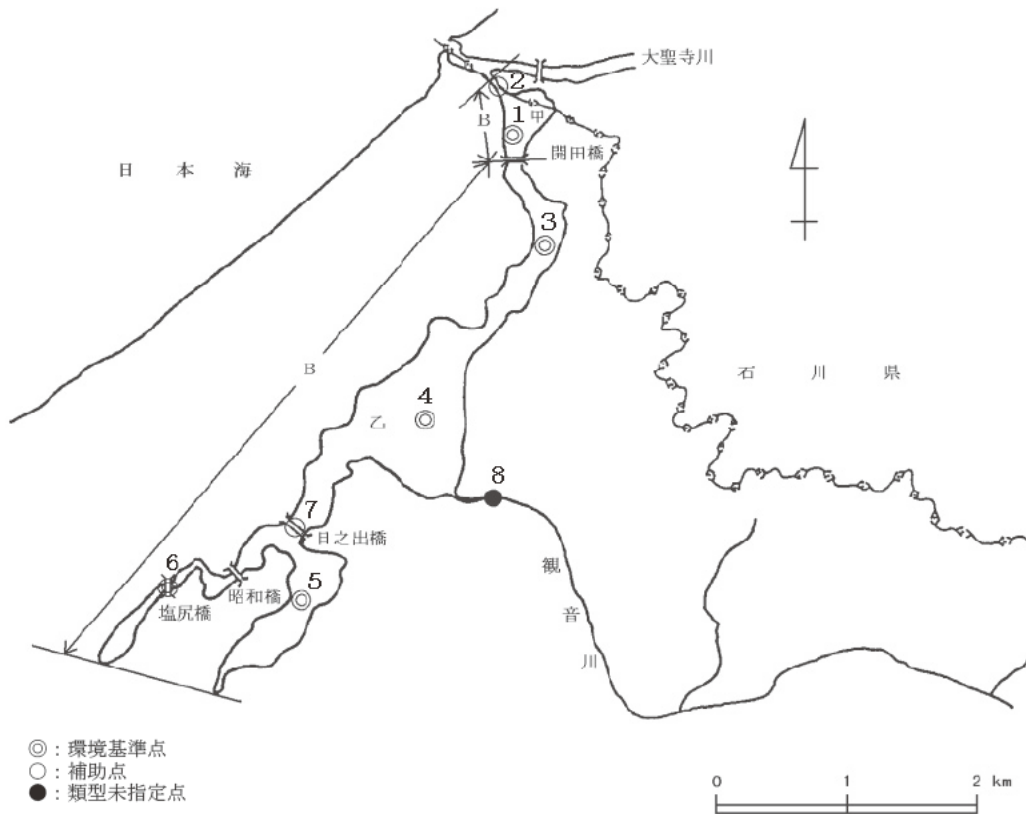 大聖寺川
2
B
1
甲
開田橋
日本海
3
石川県
B
4
乙
8
7
日之出橋
観音川
6
昭和橋
5
塩尻橋
◎：環境基準点
○：補助点
●：類型未指定点
0 1 2 km